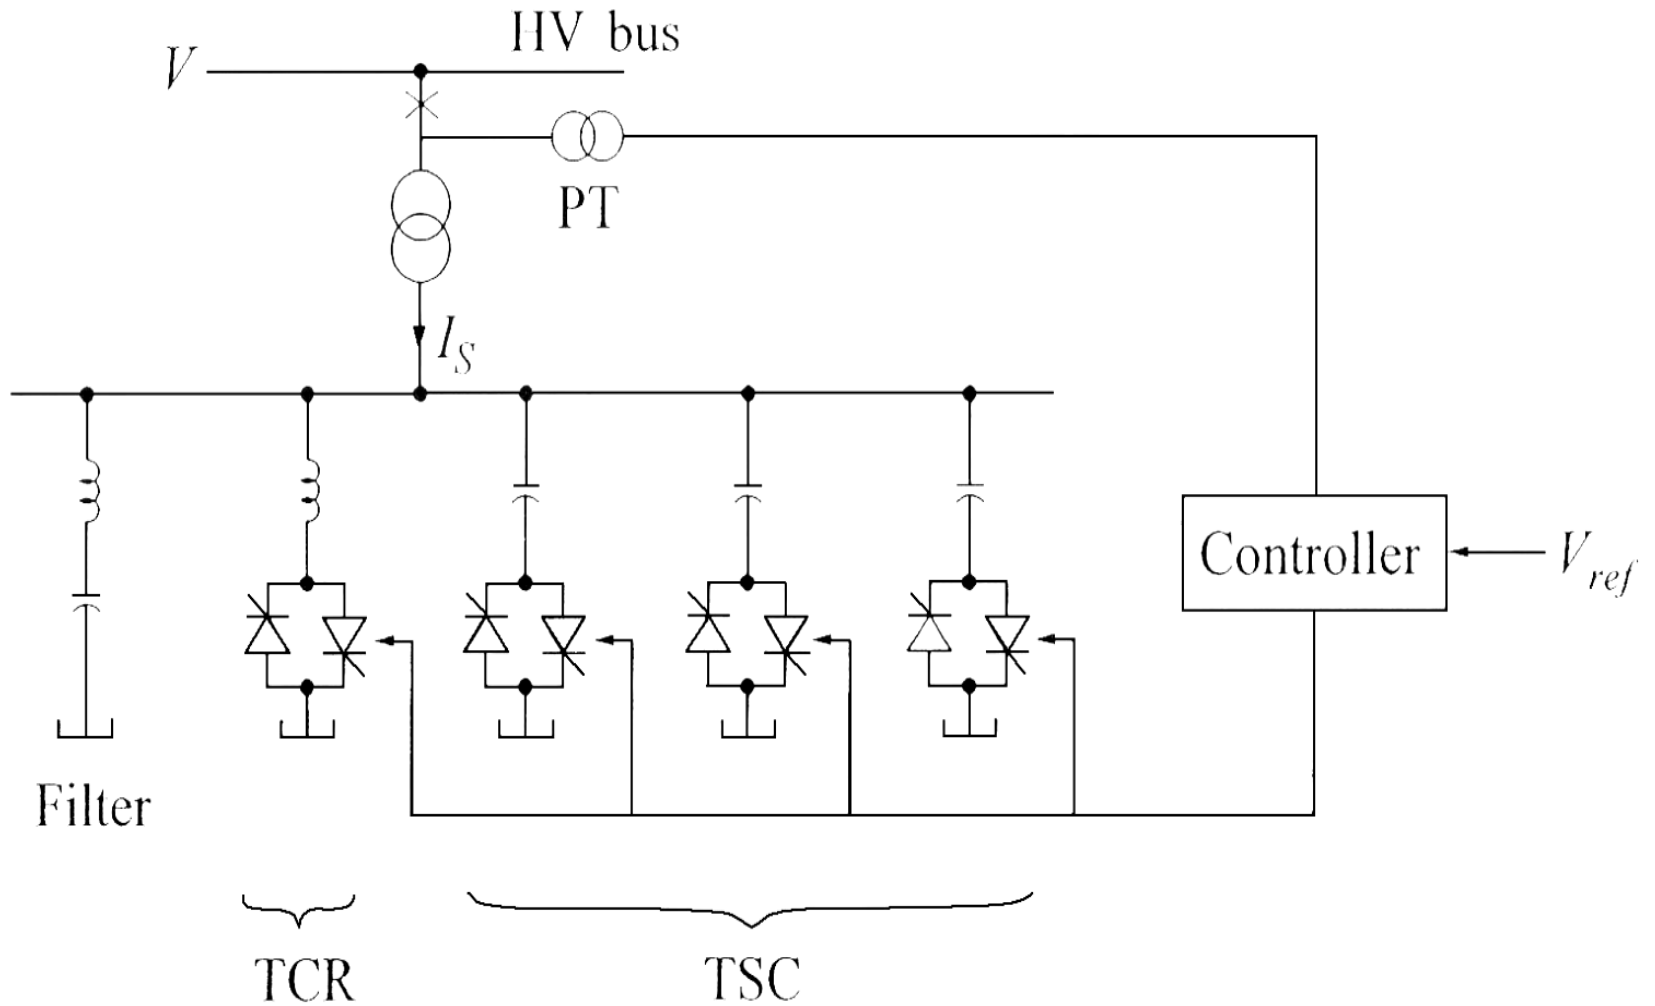 HV bus
V
PT
I_S
Controller
V_ref
Filter
TCR
TSC